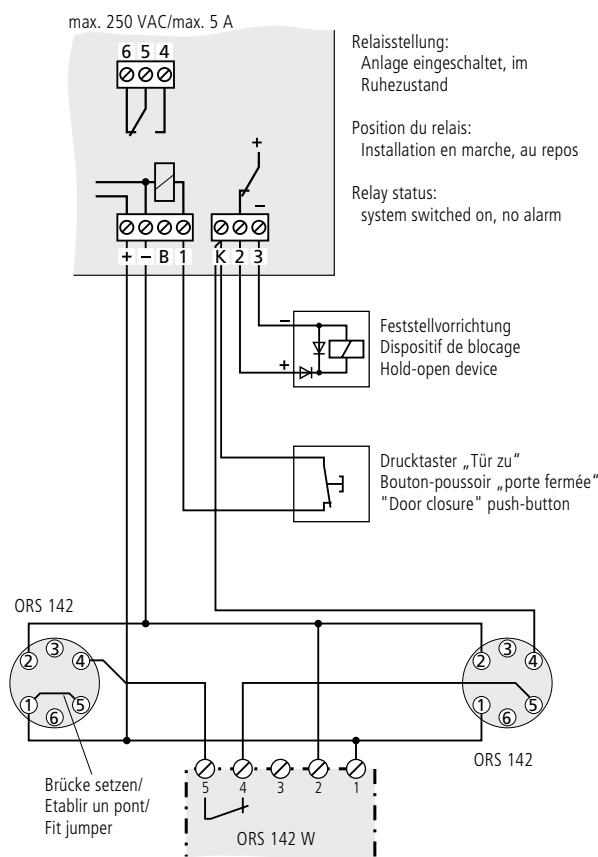 max. 250 VAC/max. 5 A
6 5 4
Relaisstellung:
Anlage eingeschaltet, im
Ruhezustand
Position du relais:
Installation en marche, au repos
Relay status:
system switched on, no alarm
+
–
+ – B 1
K 2 3
–
+
Feststellvorrichtung
Dispositif de blocage
Hold-open device
Drucktaster „Tür zu“
Bouton-poussoir „porte fermée“
"Door closure" push-button
ORS 142
2 3 4
1 6 5
2 3 4
1 6 5
ORS 142
Brücke setzen/
Etablir un pont/
Fit jumper
5 4 3 2 1
ORS 142 W